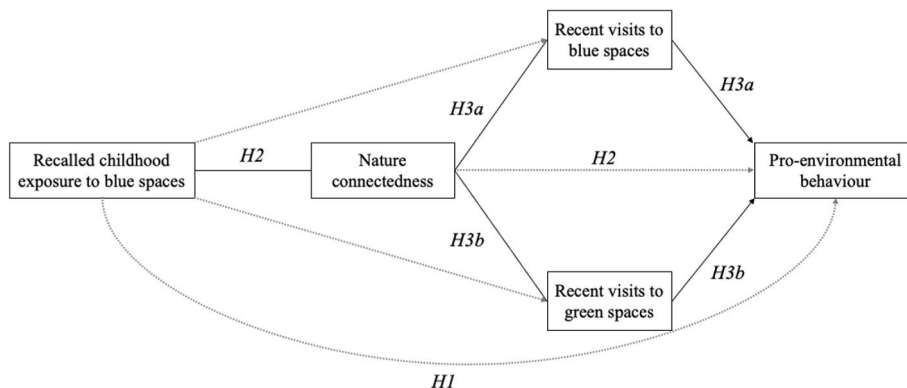 Recent visits to
blue spaces
H3a
H3a
Recalled childhood
exposure to blue spaces
H2
Nature
connectedness
H2
Pro-environmental
behaviour
H3b
H3b
Recent visits to
green spaces
H1